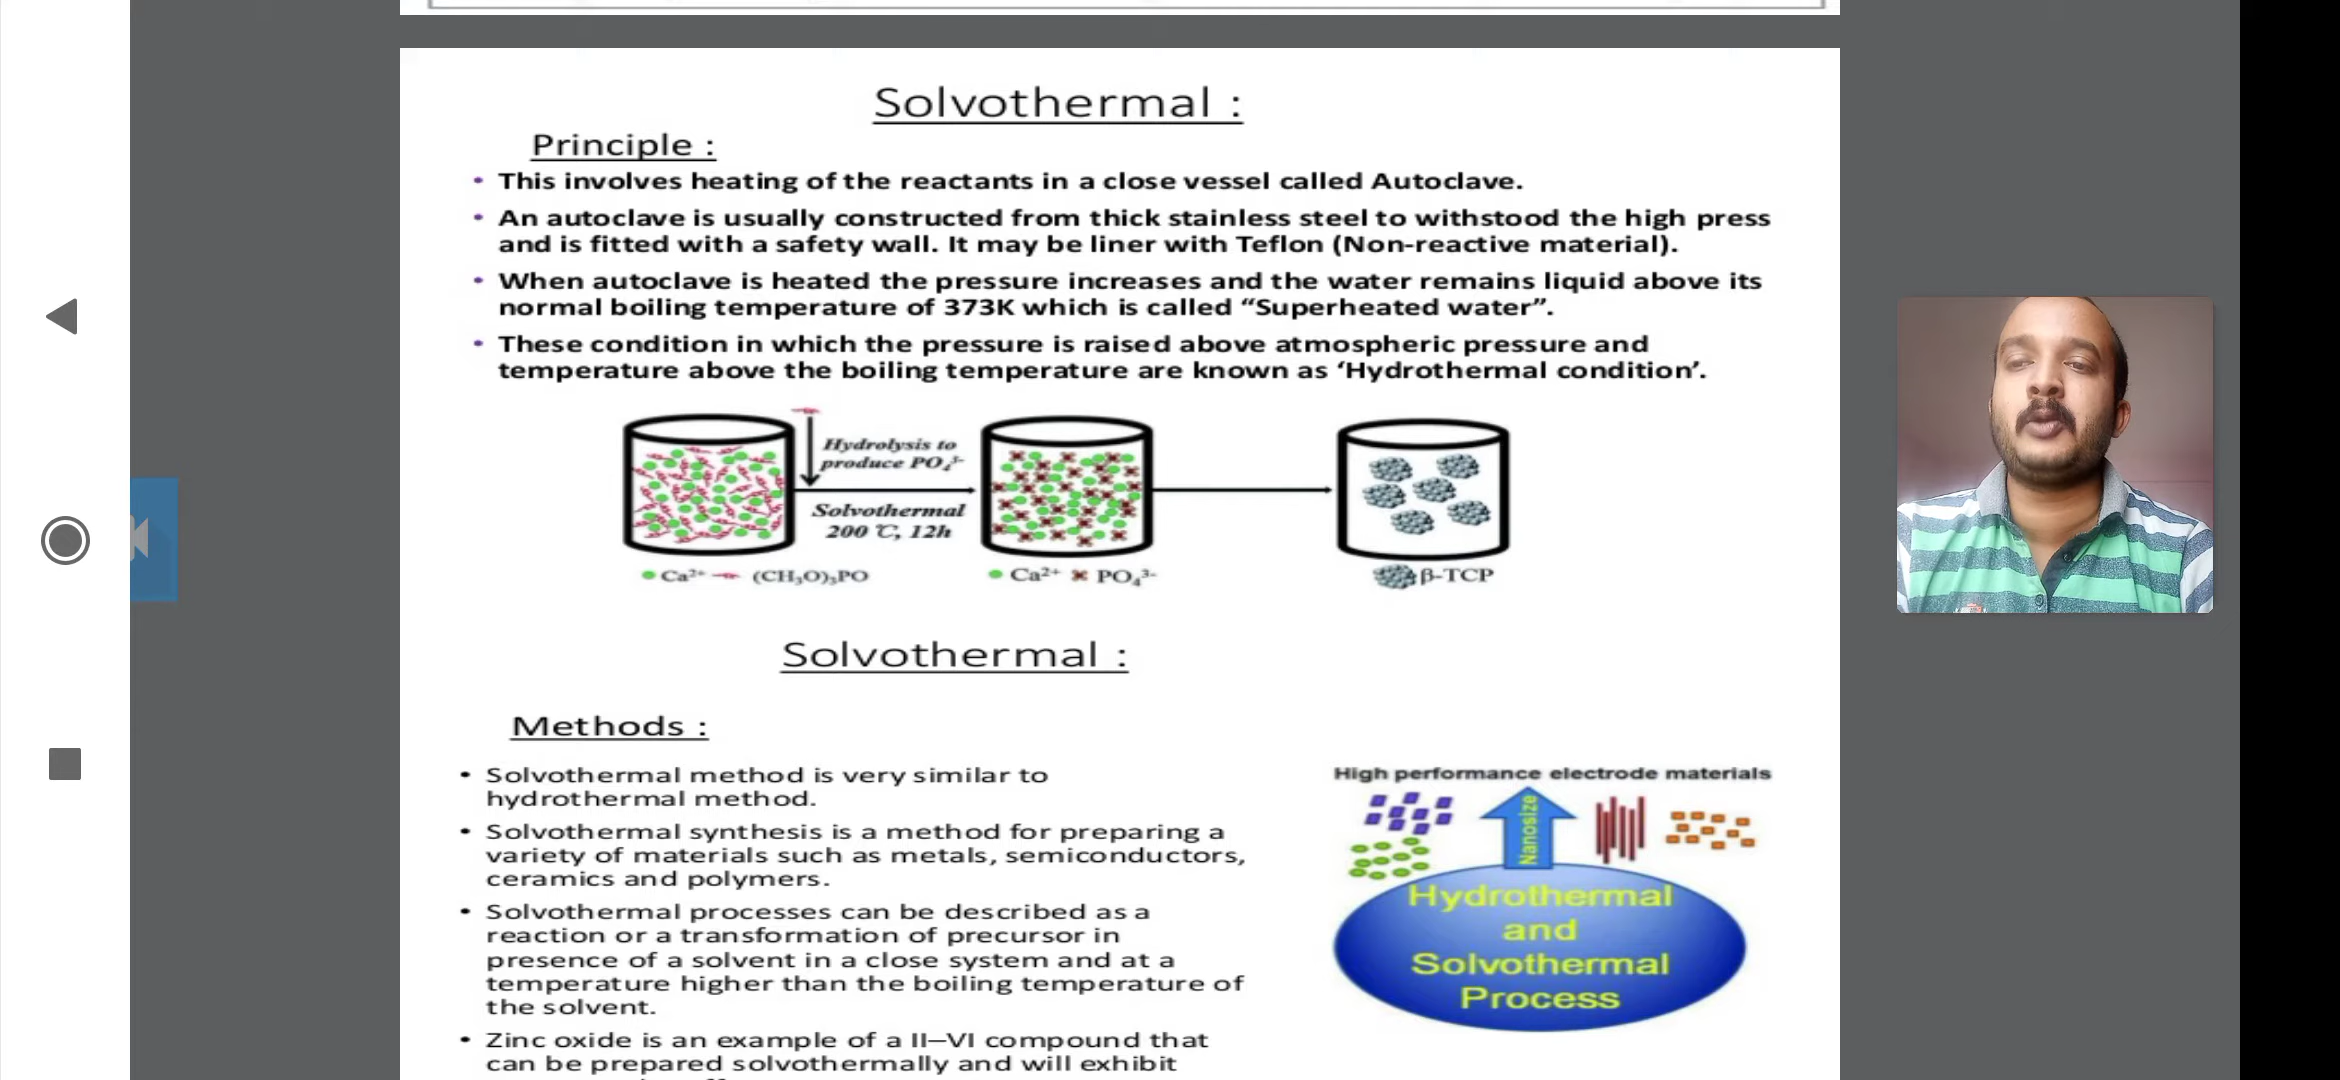 Solvothermal :
Principle :
• This involves heating of the reactants in a close vessel called Autoclave.
• An autoclave is usually constructed from thick stainless steel to withstood the high press
and is fitted with a safety wall. It may be liner with Teflon (Non-reactive material).
• When autoclave is heated the pressure increases and the water remains liquid above its
normal boiling temperature of 373K which is called “Superheated water”.
• These condition in which the pressure is raised above atmospheric pressure and
temperature above the boiling temperature are known as ‘Hydrothermal condition’.
Hydrolysis to
produce PO₄³⁻
Solvothermal
200 ℃, 12h
Ca²⁺ (CH₃O)₃PO
Ca²⁺ PO₄³⁻
β-TCP
Solvothermal :
Methods :
• Solvothermal method is very similar to
hydrothermal method.
• Solvothermal synthesis is a method for preparing a
variety of materials such as metals, semiconductors,
ceramics and polymers.
• Solvothermal processes can be described as a
reaction or a transformation of precursor in
presence of a solvent in a close system and at a
temperature higher than the boiling temperature of
the solvent.
• Zinc oxide is an example of a II–VI compound that
can be prepared solvothermally and will exhibit
High performance electrode materials
Nanosize
Hydrothermal
and
Solvothermal
Process